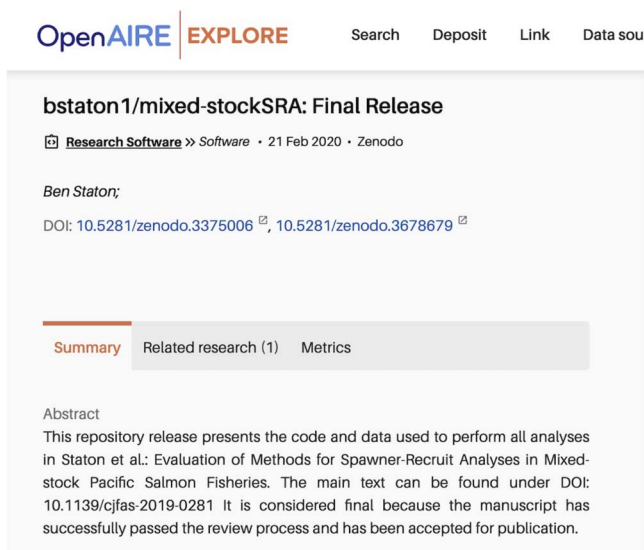 OpenAIRE EXPLORE Search Deposit Link Data sou
bstaton1/mixed-stockSRA: Final Release
Research Software >> Software • 21 Feb 2020 • Zenodo
Ben Staton;
DOI: 10.5281/zenodo.3375006, 10.5281/zenodo.3678679
Summary Related research (1) Metrics
Abstract
This repository release presents the code and data used to perform all analyses
in Staton et al.: Evaluation of Methods for Spawner-Recruit Analyses in Mixed-
stock Pacific Salmon Fisheries. The main text can be found under DOI:
10.1139/cjfas-2019-0281 It is considered final because the manuscript has
successfully passed the review process and has been accepted for publication.